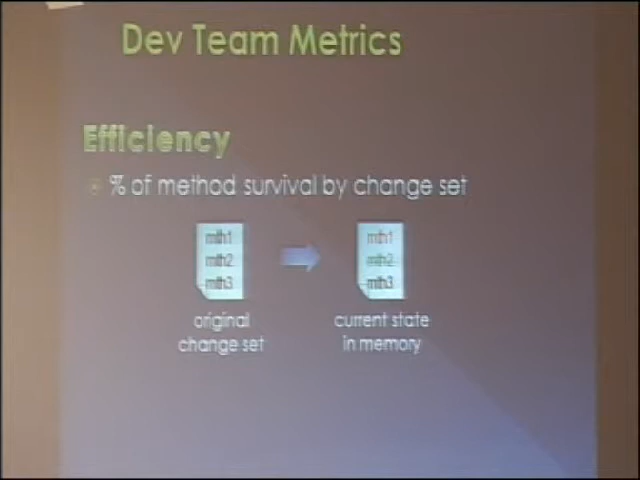 Dev Team Metrics
Efficiency
% of method survival by change set
mth1
mth2
mth3
mth1
mth2
mth3
original
change set
current state
in memory